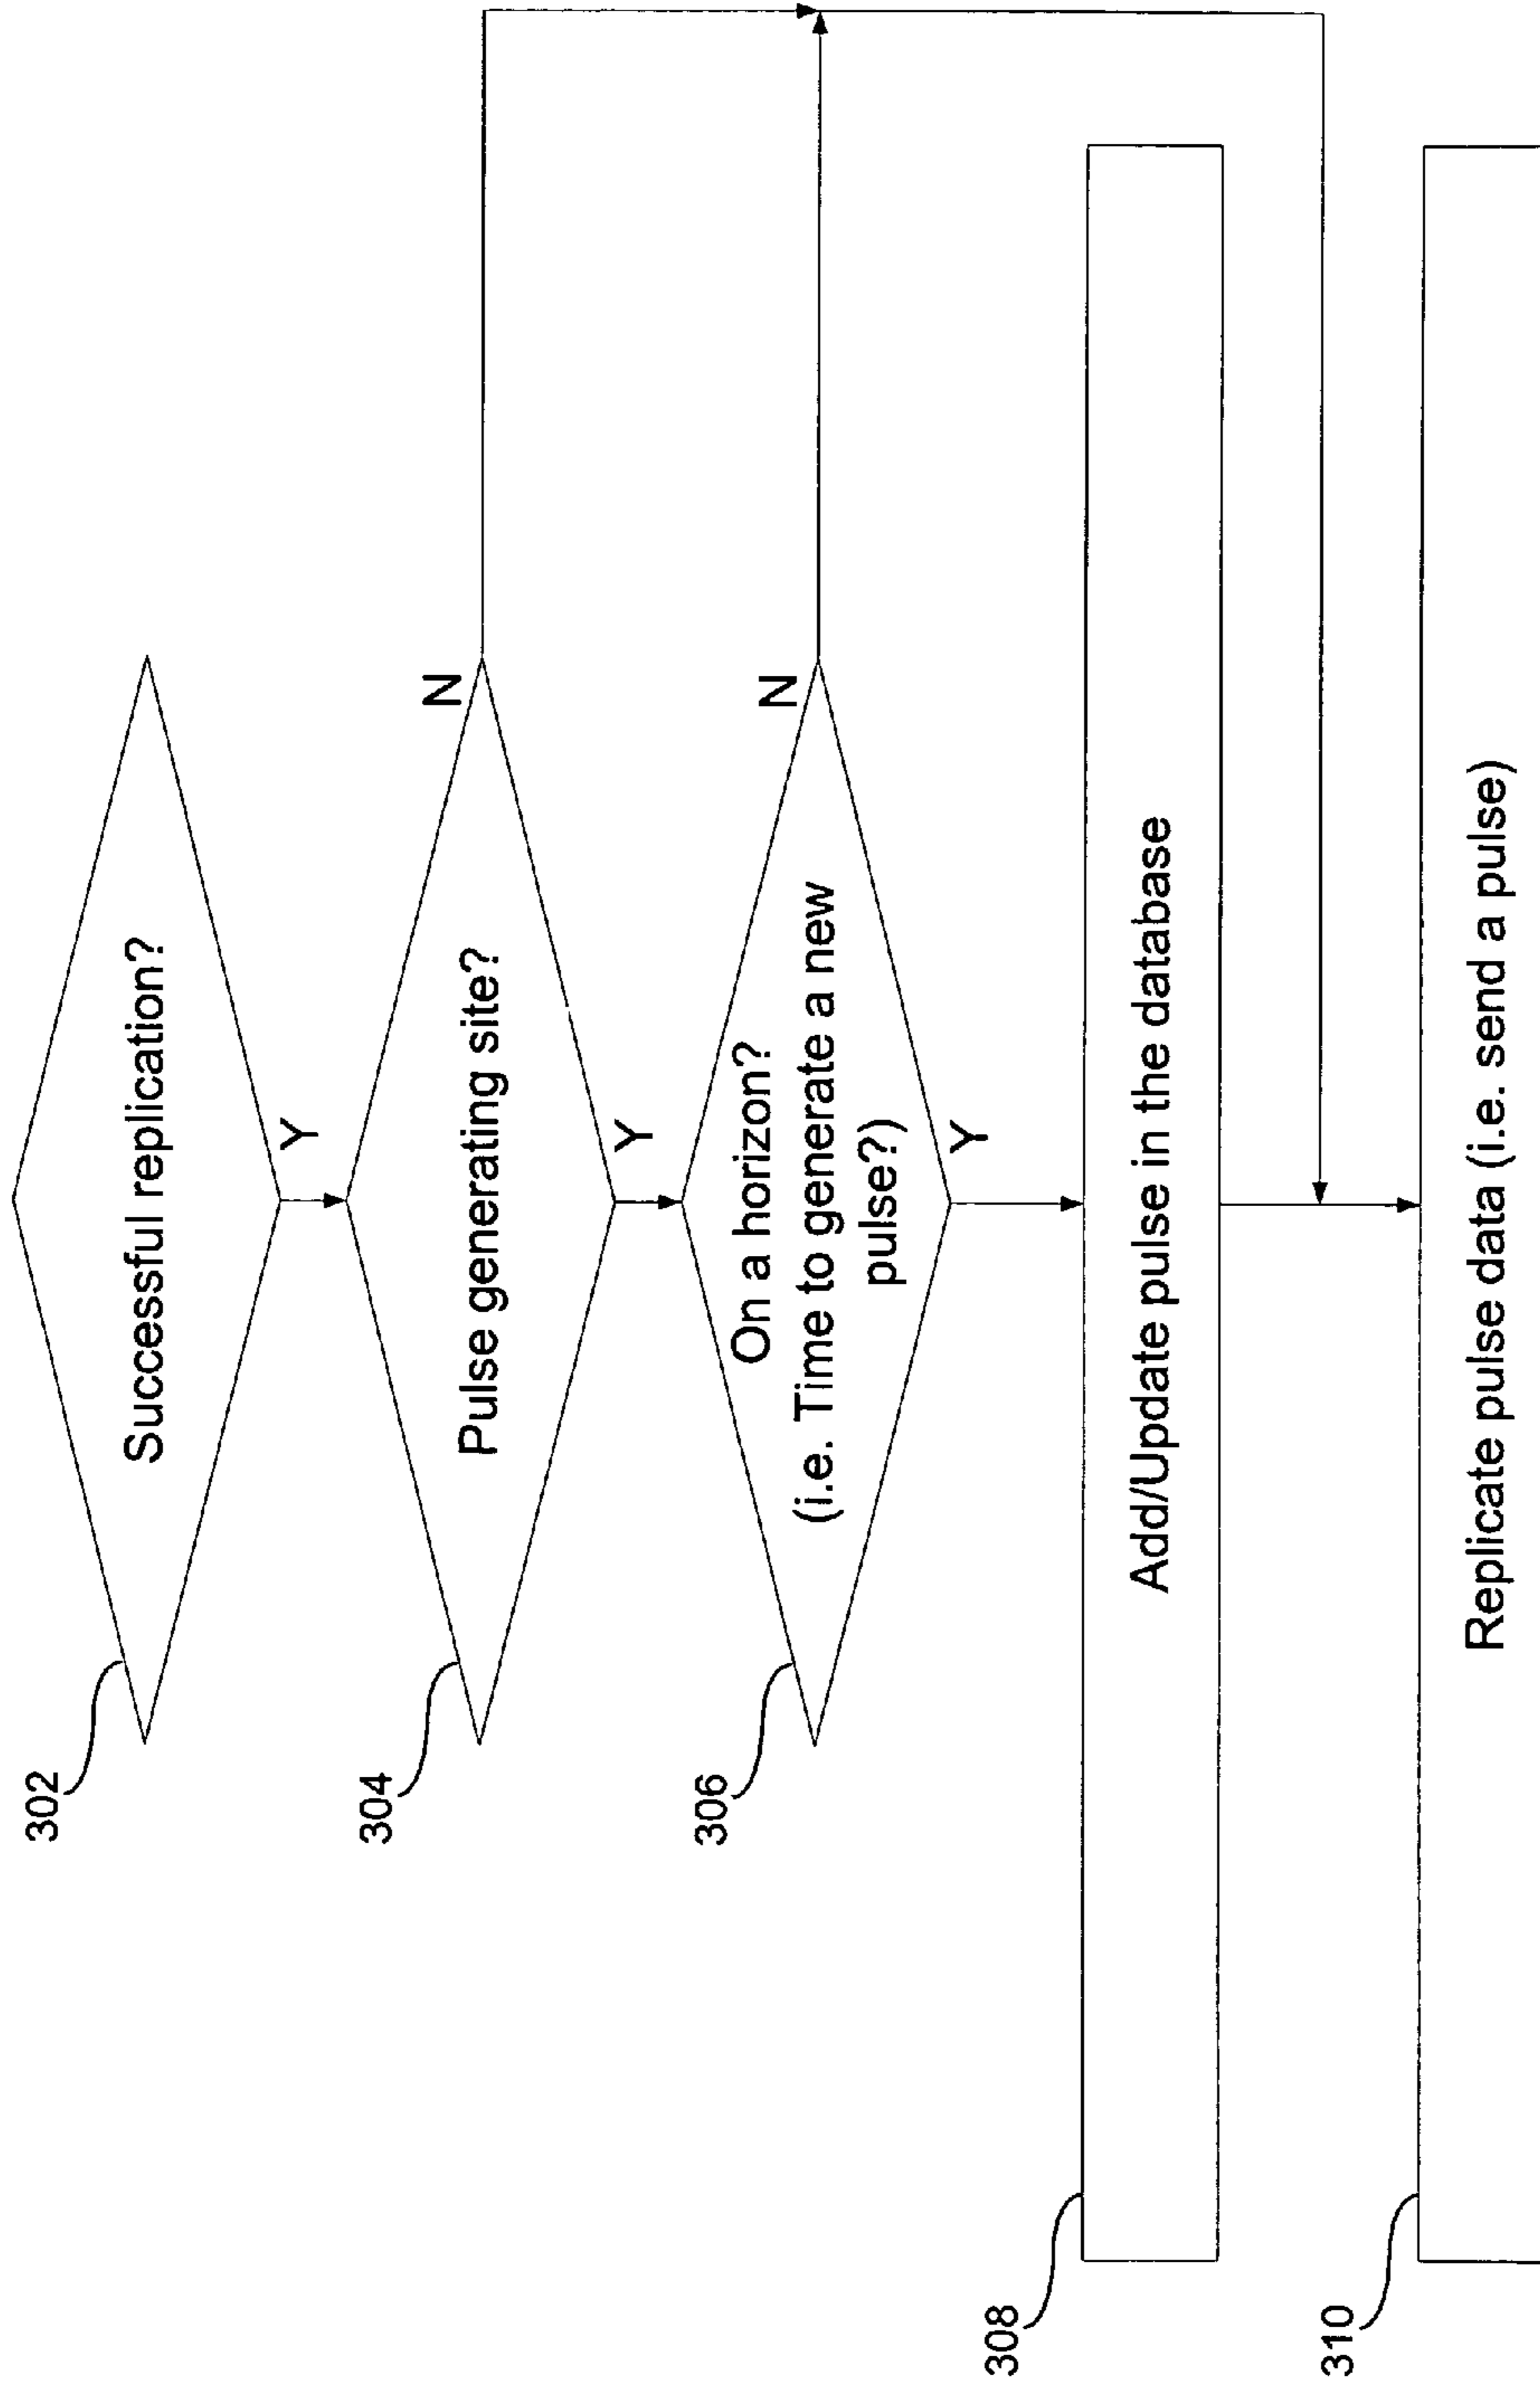 302
Successful replication?
Y
304
Pulse generating site?
N
Y
306
On a horizon?
(i.e. Time to generate a new
pulse?)
N
Y
308
Add/Update pulse in the database
310
Replicate pulse data (i.e. send a pulse)